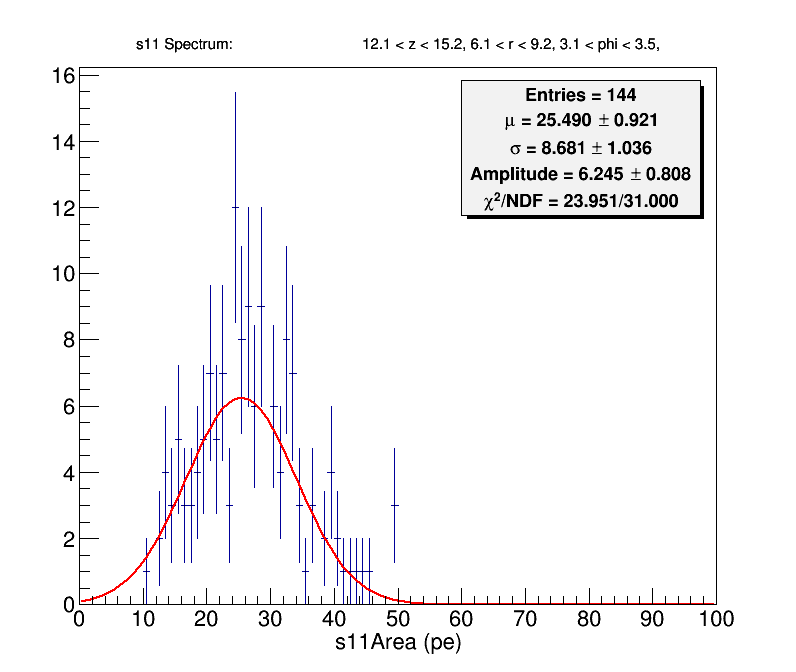 s11 Spectrum: 12.1 < z < 15.2, 6.1 < r < 9.2, 3.1 < phi < 3.5,
Entries = 144
μ = 25.490 ± 0.921
σ = 8.681 ± 1.036
Amplitude = 6.245 ± 0.808
χ²/NDF = 23.951/31.000
16
14
12
10
8
6
4
2
0
0 10 20 30 40 50 60 70 80 90 100
s11Area (pe)